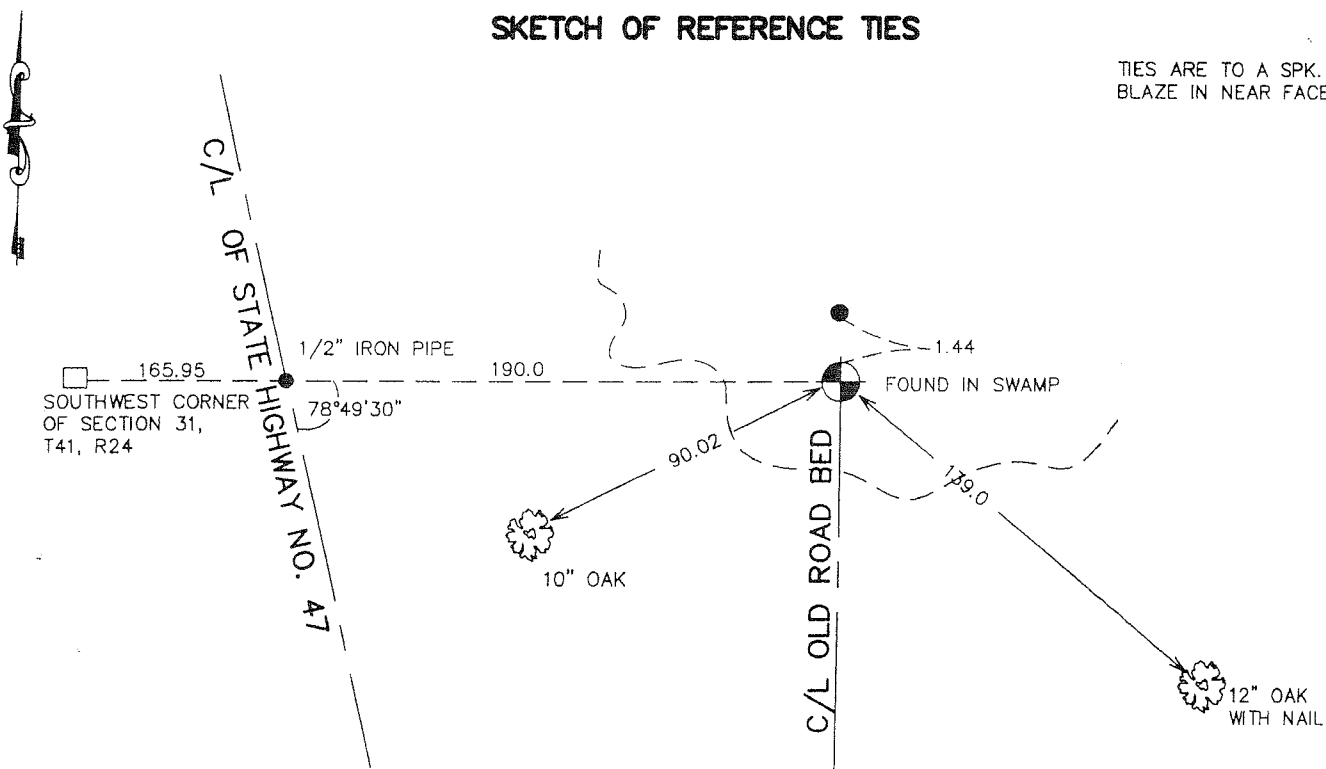 SKETCH OF REFERENCE TIES
TIES ARE TO A SPK.
BLAZE IN NEAR FACE
C/L OF STATE HIGHWAY NO. 47
1/2" IRON PIPE
165.95
190.0
1.44
FOUND IN SWAMP
SOUTHWEST CORNER
OF SECTION 31,
T41, R24
78°49'30"
90.02
139.0
C/L OLD ROAD BED
10" OAK
12" OAK
WITH NAIL